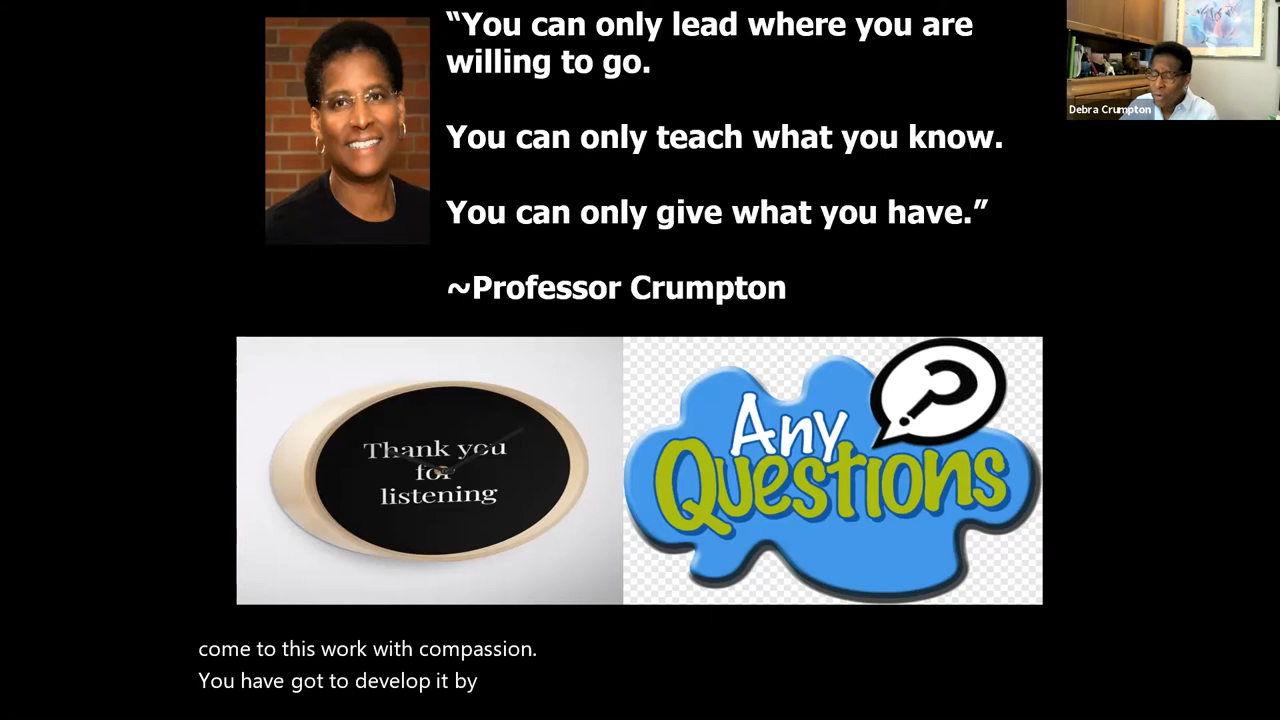 “You can only lead where you are
willing to go.
You can only teach what you know.
You can only give what you have.”
~Professor Crumpton
Debra Crumpton
Thank you
for
listening
Any
Questions
?
come to this work with compassion.
You have got to develop it by